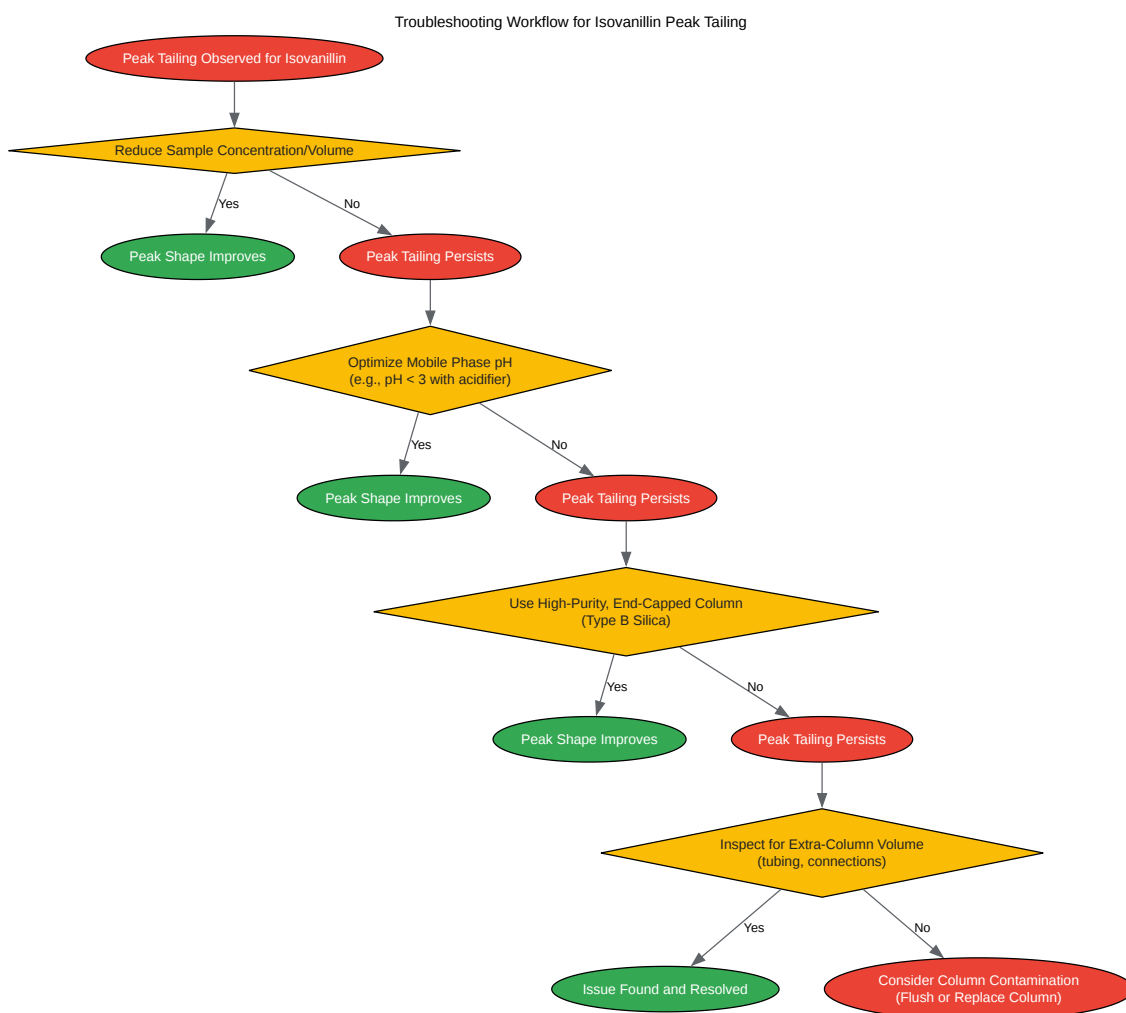 Troubleshooting Workflow for Isovanillin Peak Tailing
Peak Tailing Observed for Isovanillin
Reduce Sample Concentration/Volume
Yes
No
Peak Shape Improves
Peak Tailing Persists
Optimize Mobile Phase pH
(e.g., pH < 3 with acidifier)
Yes
No
Peak Shape Improves
Peak Tailing Persists
Use High-Purity, End-Capped Column
(Type B Silica)
Yes
No
Peak Shape Improves
Peak Tailing Persists
Inspect for Extra-Column Volume
(tubing, connections)
Yes
No
Issue Found and Resolved
Consider Column Contamination
(Flush or Replace Column)